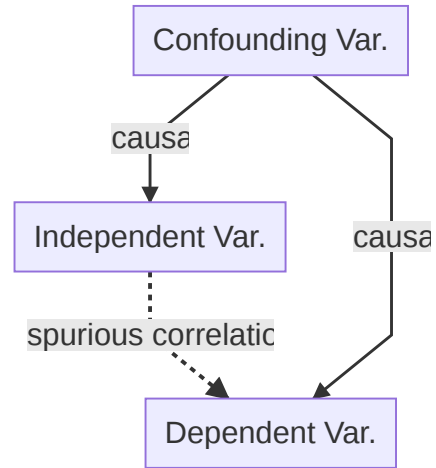 Confounding Var.
causa
Independent Var.
causa
spurious correlatic
Dependent Var.